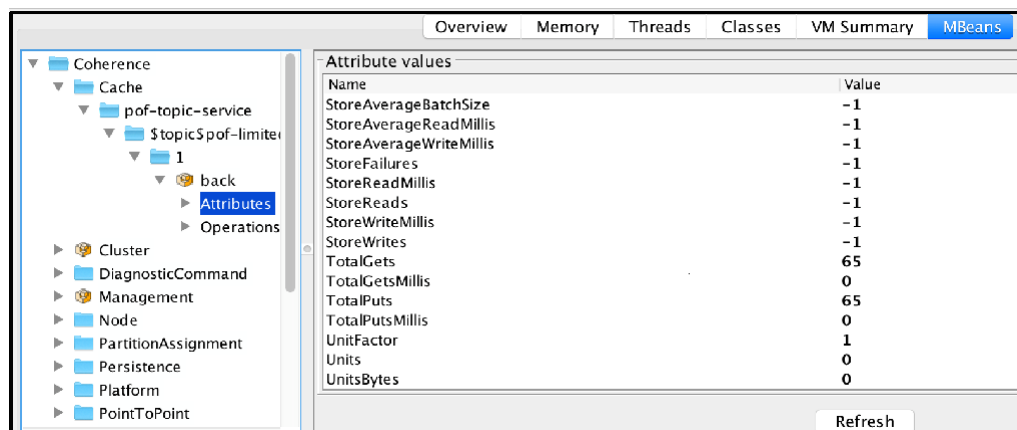 Overview Memory Threads Classes VM Summary MBeans
Coherence
Cache
pof-topic-service
$topic$pof-limite
1
back
Attributes
Operations
Cluster
DiagnosticCommand
Management
Node
PartitionAssignment
Persistence
Platform
PointToPoint
Attribute values
Name Value
StoreAverageBatchSize -1
StoreAverageReadMillis -1
StoreAverageWriteMillis -1
StoreFailures -1
StoreReadMillis -1
StoreReads -1
StoreWriteMillis -1
StoreWrites -1
TotalGets 65
TotalGetsMillis 0
TotalPuts 65
TotalPutsMillis 0
UnitFactor 1
Units 0
UnitsBytes 0
Refresh